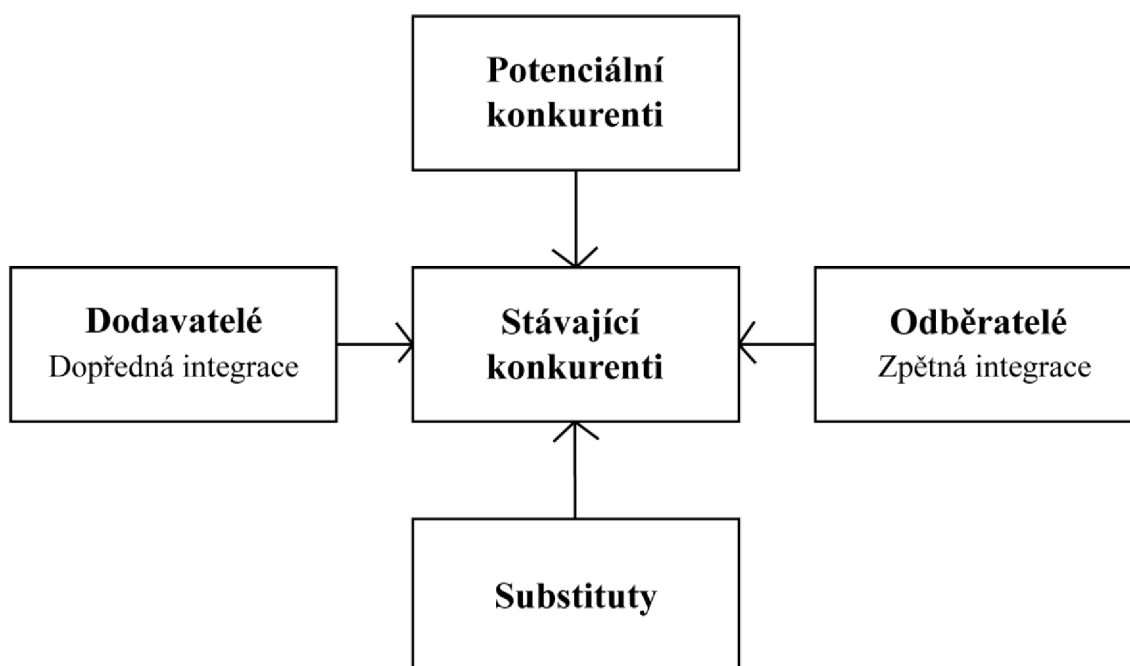 Potenciální
konkurenti
Dodavatelé
Dopředná integrace
Stávající
konkurenti
Odběratelé
Zpětná integrace
Substituty